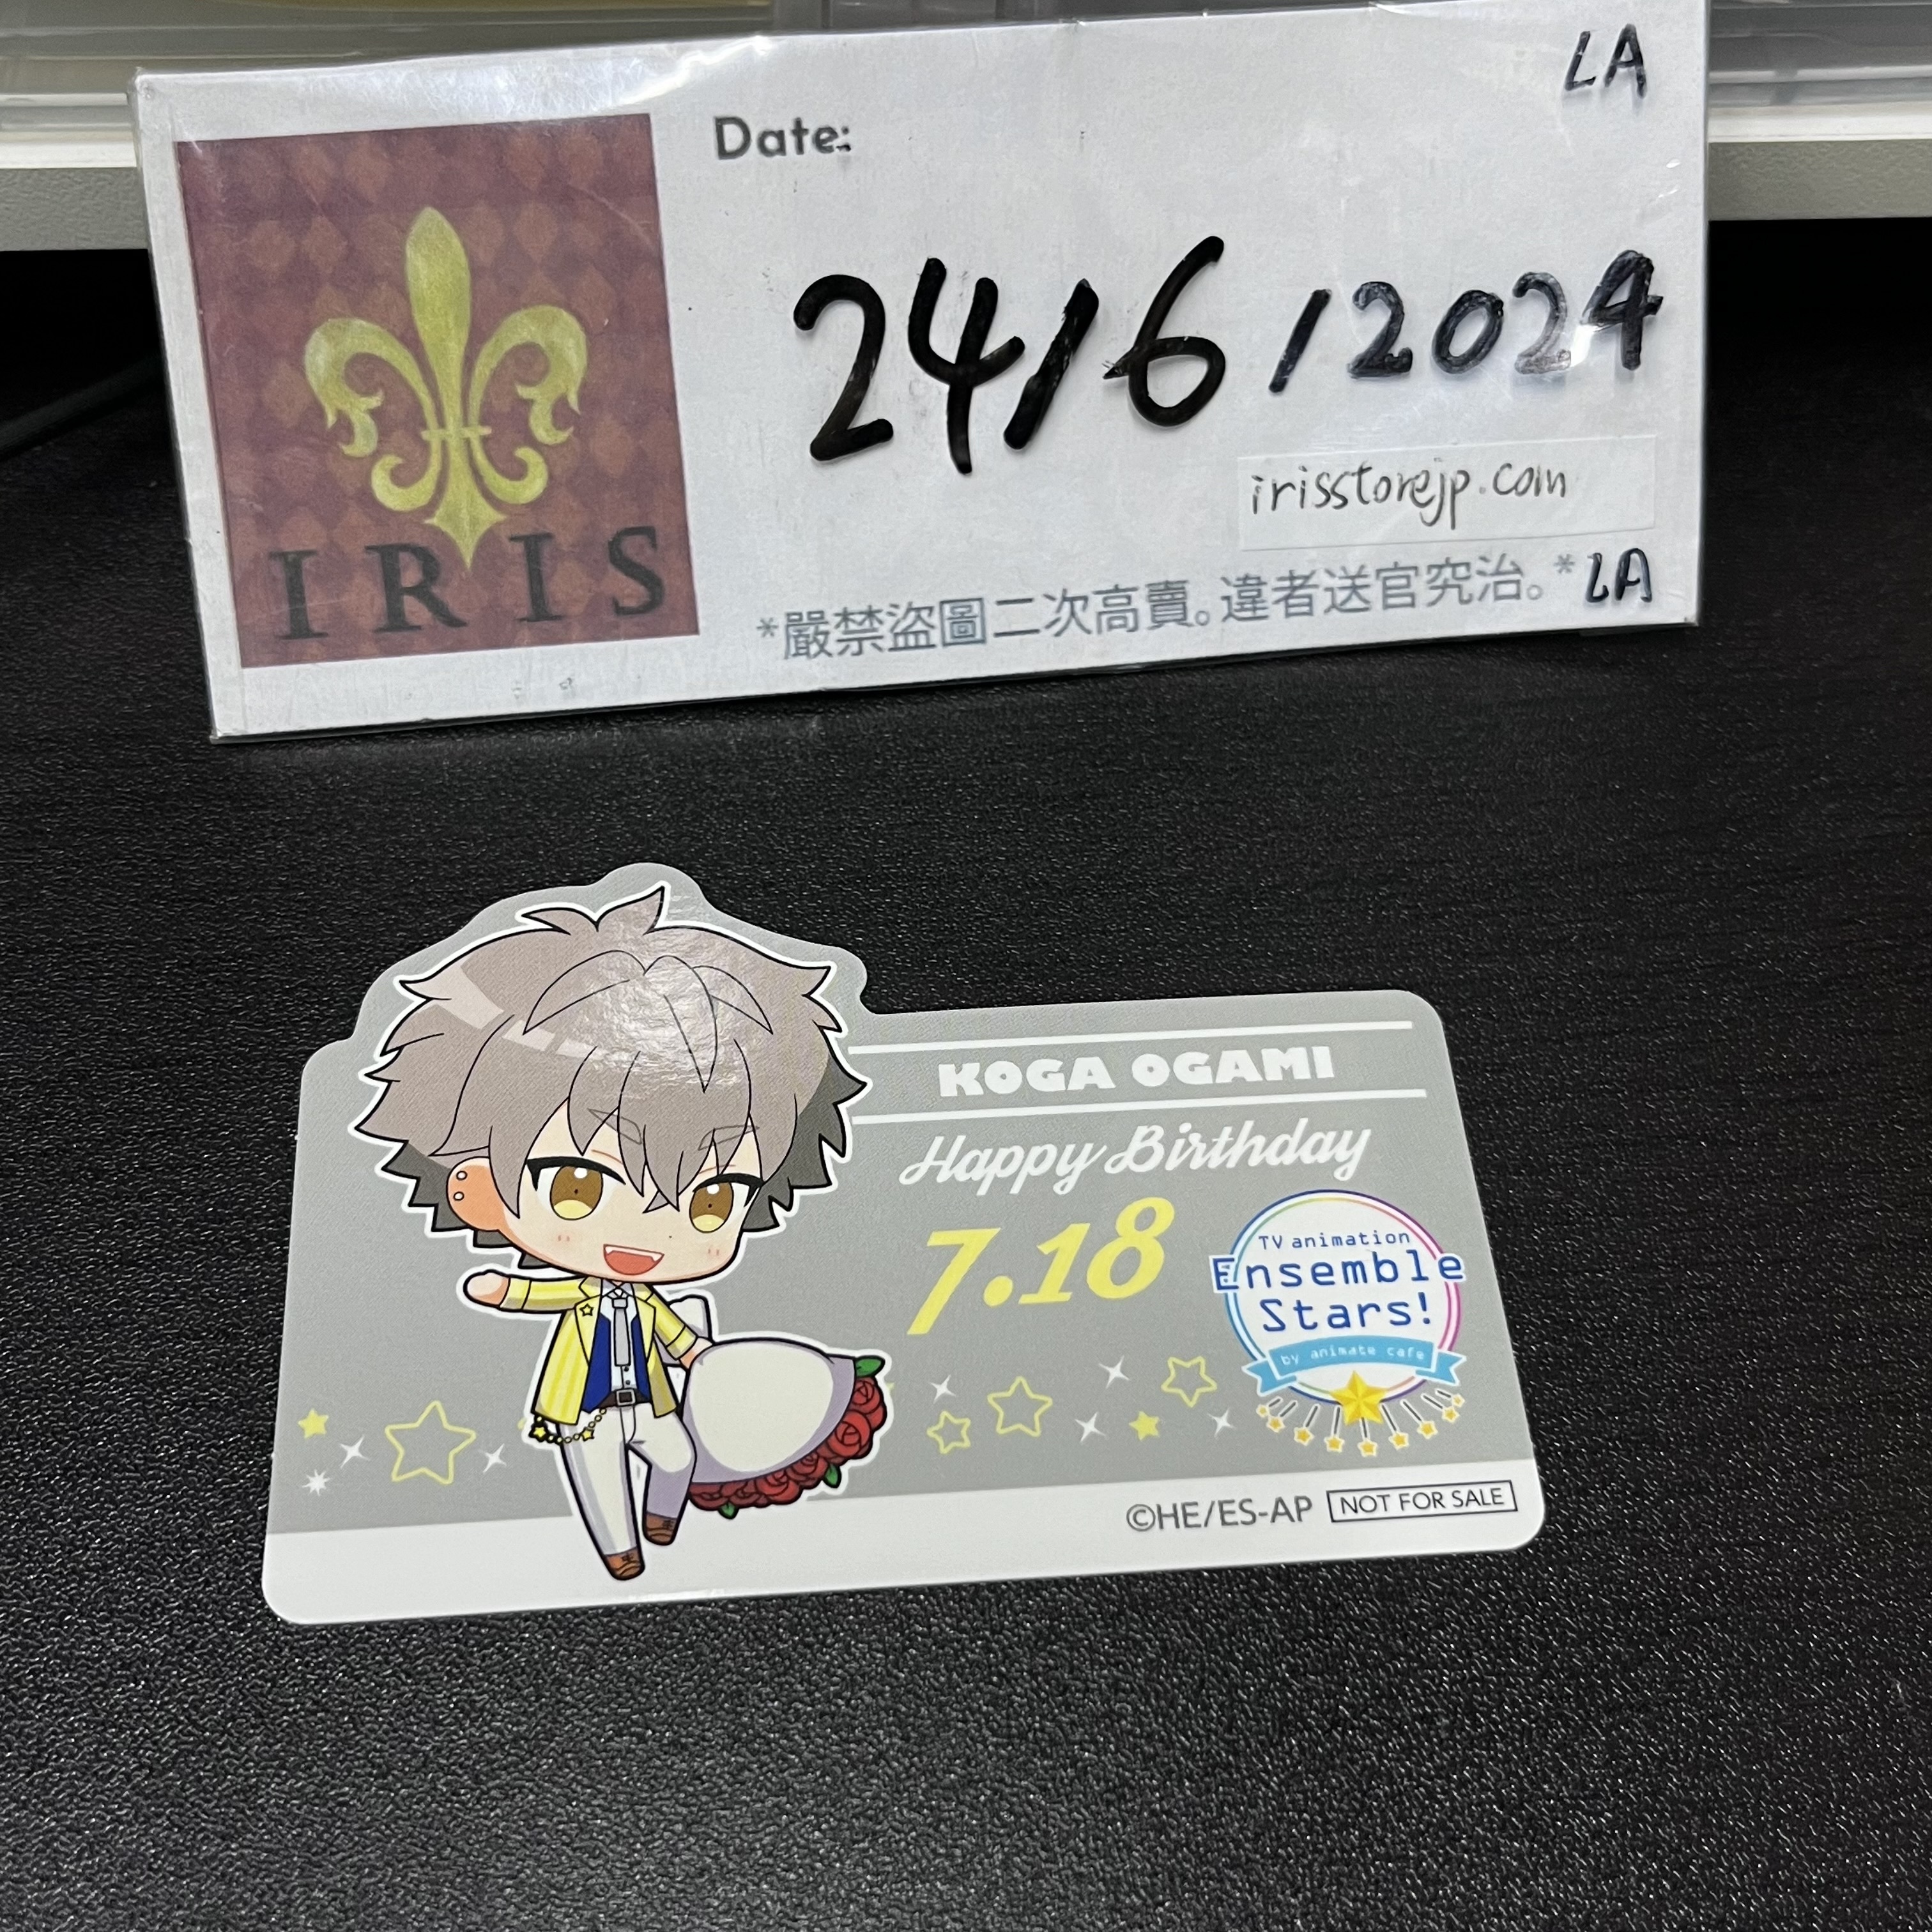 LA
Date:
24/6/2024
irisstorejp.com
IRIS
*嚴禁盜圖二次高賣。違者送官究治。* LA
KOGA OGAMI
Happy Birthday
7.18
TV animation
Ensemble
Stars!
by animate cafe
©HE/ES-AP NOT FOR SALE